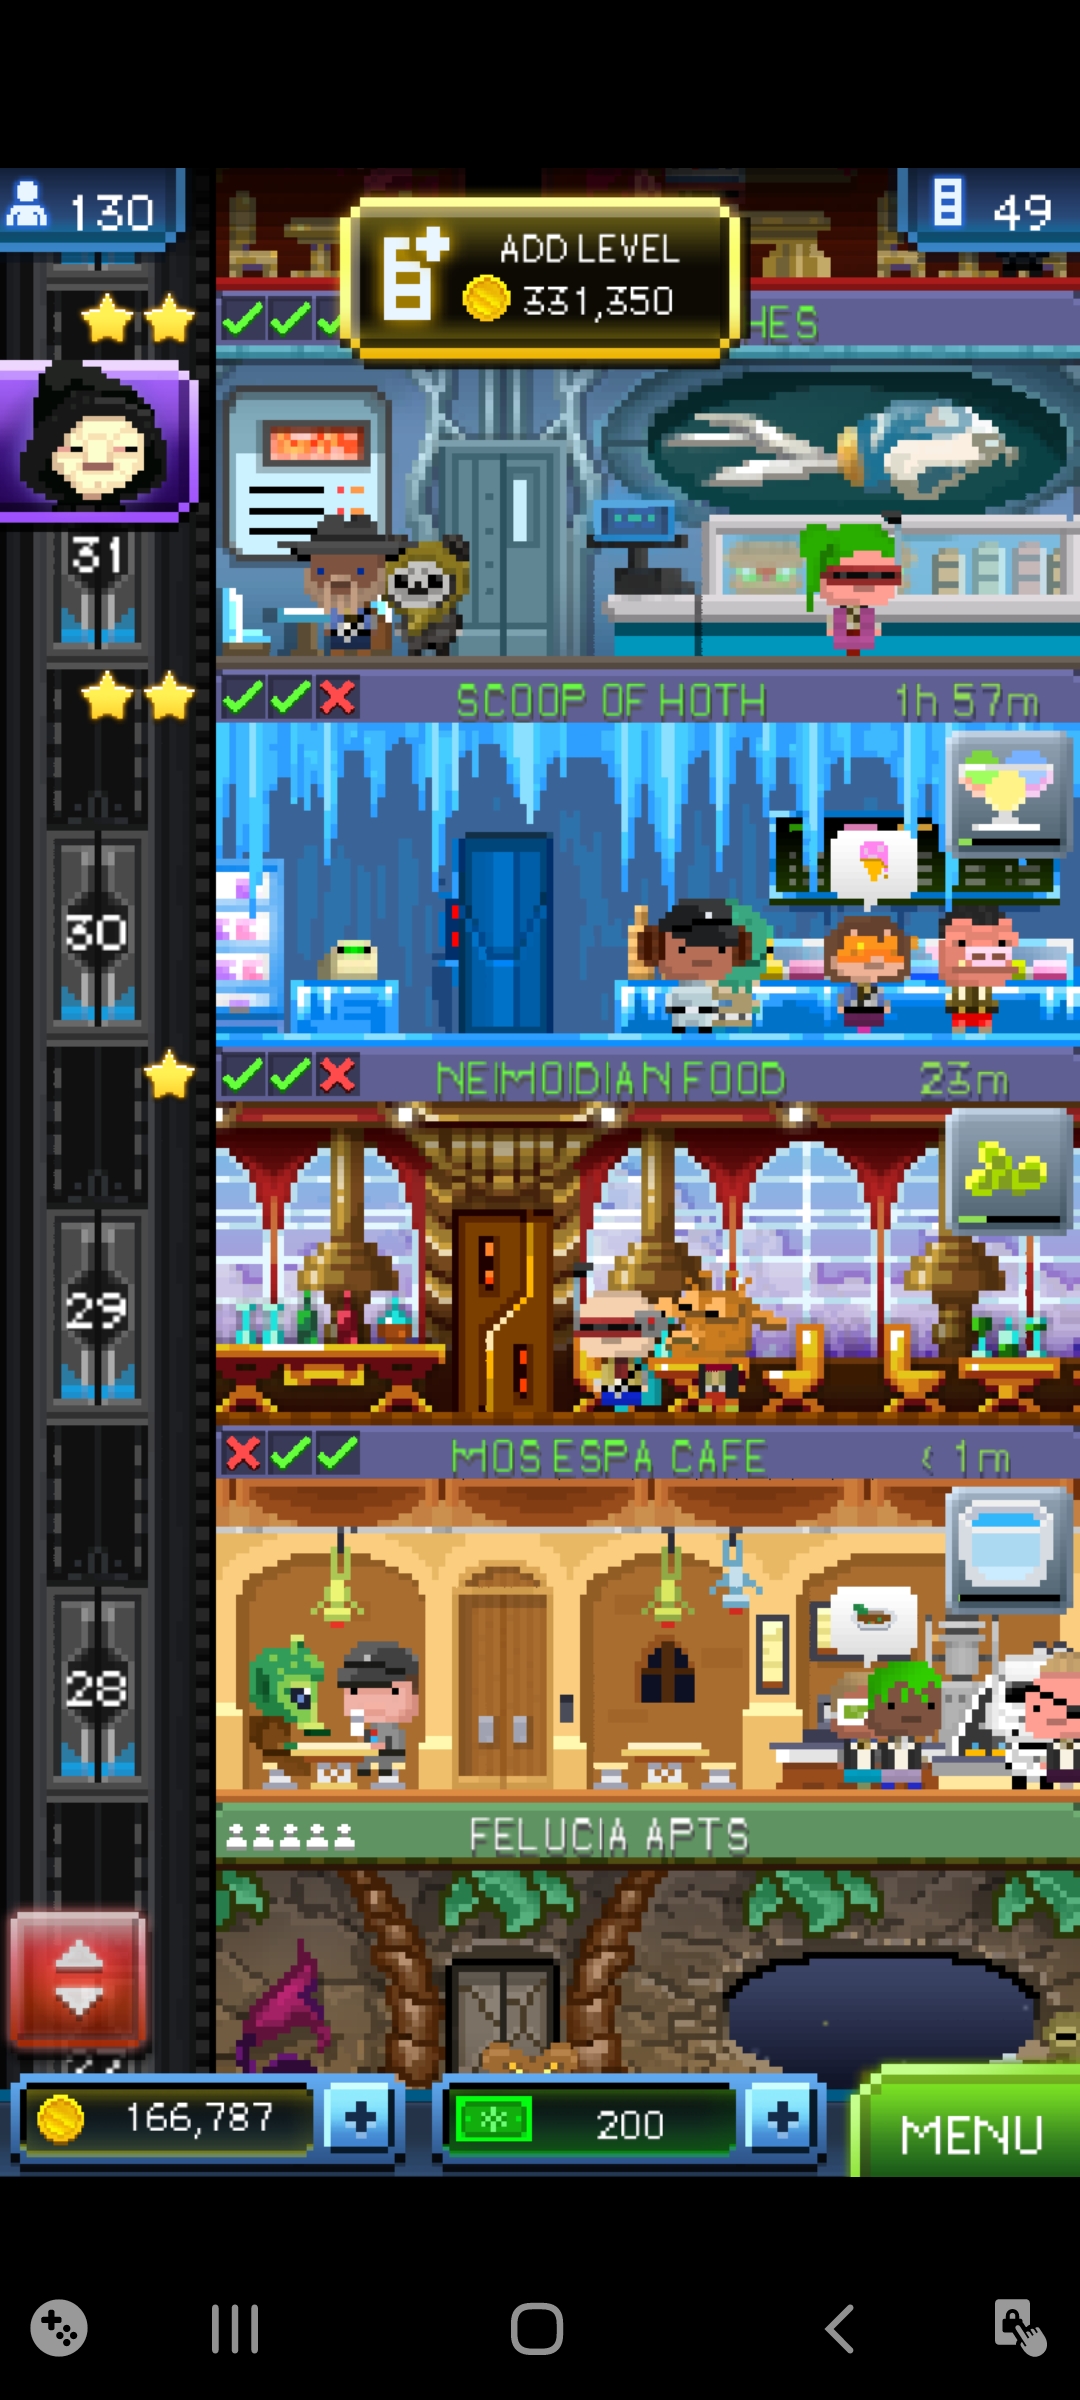 130
49
ADD LEVEL
331,350
HES
31
SCOOP OF HOTH 1h 57m
30
NEIMOIDIAN FOOD 23m
29
MOS ESPA CAFE < 1m
28
FELUCIA APTS
166,787
200
MENU